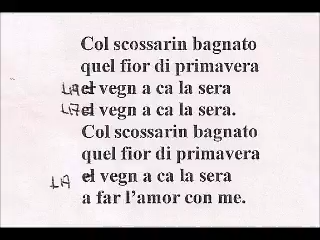 Col scossarin bagnato
quel fior di primavera
LA el vegn a ca la sera
LA el vegn a ca la sera.
Col scossarin bagnato
quel fior di primavera
LA el vegn a ca la sera
a far l'amor con me.